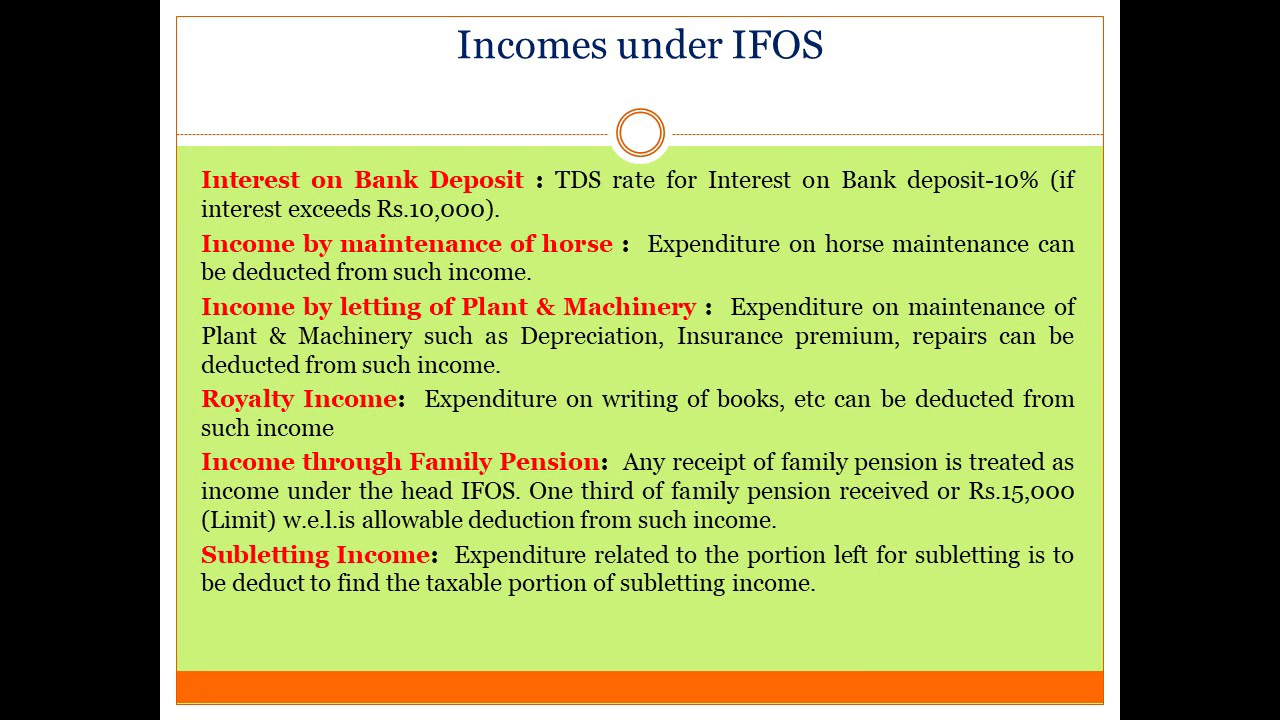 Incomes under IFOS
Interest on Bank Deposit : TDS rate for Interest on Bank deposit-10% (if
interest exceeds Rs.10,000).
Income by maintenance of horse : Expenditure on horse maintenance can
be deducted from such income.
Income by letting of Plant & Machinery : Expenditure on maintenance of
Plant & Machinery such as Depreciation, Insurance premium, repairs can be
deducted from such income.
Royalty Income: Expenditure on writing of books, etc can be deducted from
such income
Income through Family Pension: Any receipt of family pension is treated as
income under the head IFOS. One third of family pension received or Rs.15,000
(Limit) w.e.l.is allowable deduction from such income.
Subletting Income: Expenditure related to the portion left for subletting is to
be deduct to find the taxable portion of subletting income.